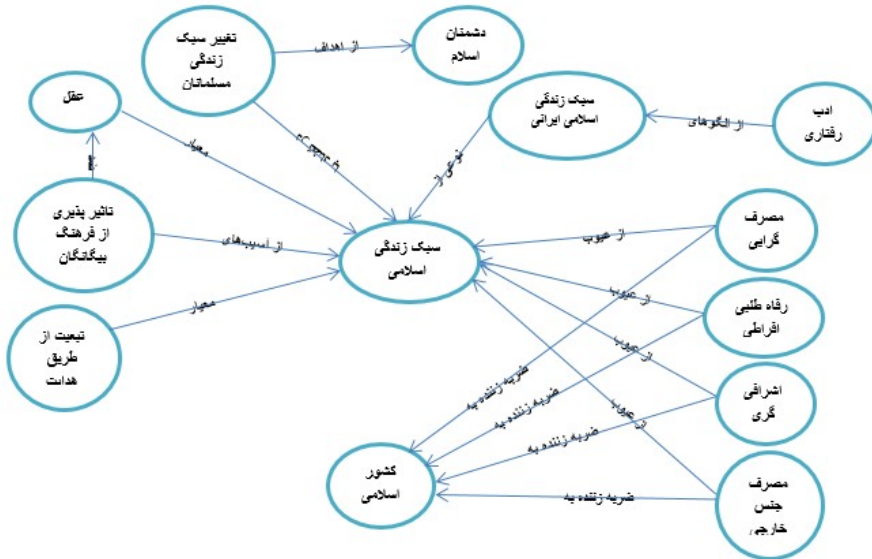 تغییر سبک
زندگی
مسلمانان
از اهداف
دشمنان
اسلام
عقل
معیار
سبک زندگی
اسلامی ایرانی
نوعی از
از الگوهای
ادب
رفتاری
تاثیر پذیری
از فرهنگ
بیگانگان
از آسیب‌های
سبک زندگی
اسلامی
از عیوب
مصرف
گرایی
از عیوب
رفاه طلبی
افراطی
تبعیت از
طریق
هدایت
معیار
از عیوب
اشرافی
گری
از عیوب
ضربه زننده به
ضربه زننده به
ضربه زننده به
ضربه زننده به
کشور
اسلامی
مصرف
جنس
خارجی